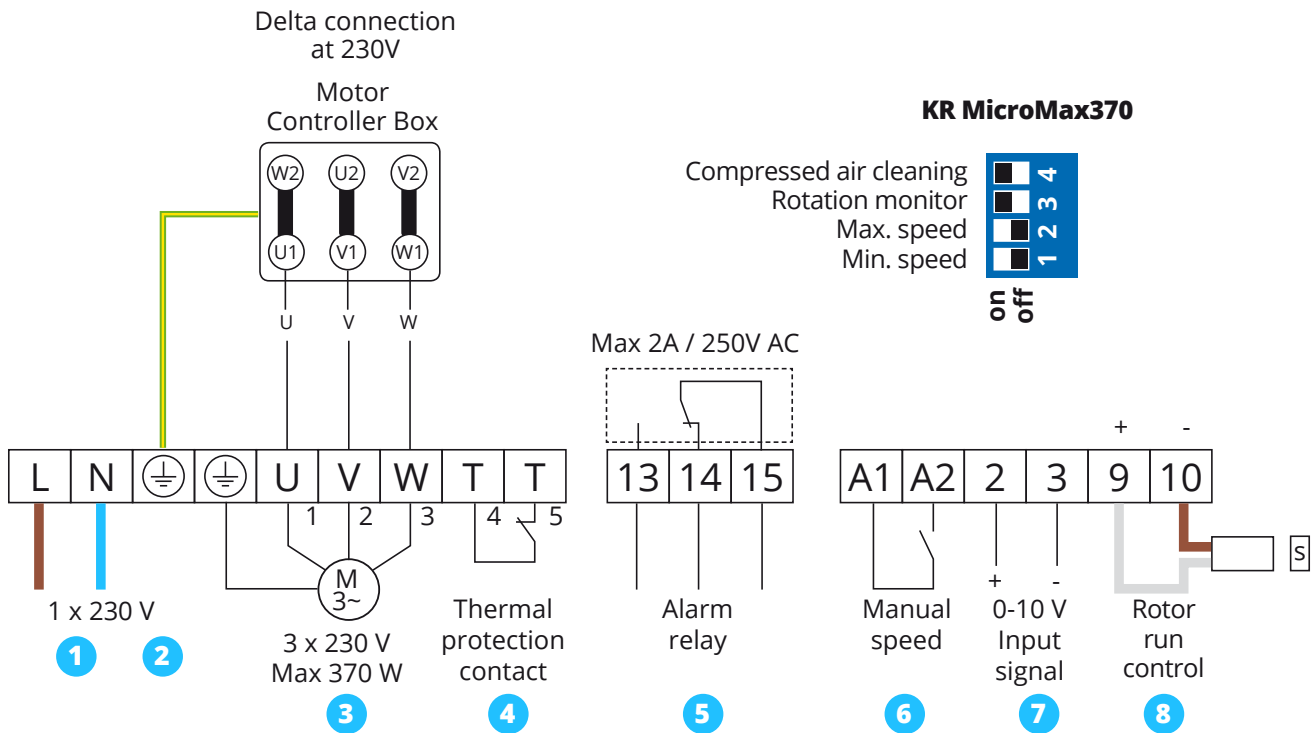 Delta connection
at 230V
Motor
Controller Box
W2 U2 V2
U1 V1 W1
U V W
KR MicroMax370
Compressed air cleaning 4
Rotation monitor 3
Max. speed 2
Min. speed 1
on
off
Max 2A / 250V AC
+ -
L N U V W T T
13 14 15
A1 A2 2 3 9 10
1 2 3 4 5
M
3~
S
+ -
1 x 230 V
3 x 230 V
Max 370 W
Thermal
protection
contact
Alarm
relay
Manual
speed
0-10 V
Input
signal
Rotor
run
control
1 2 3 4 5 6 7 8